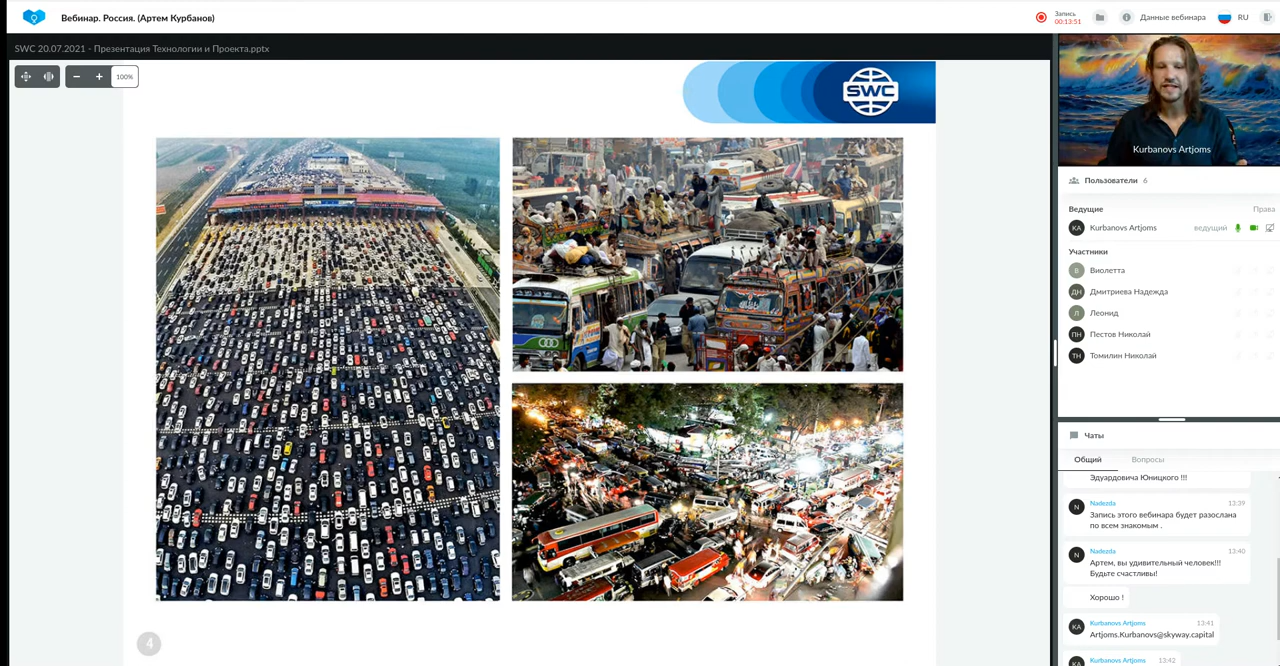 Вебинар. Россия. (Артем Курбанов)
Запись
00:13:51
Данные вебинара
RU
SWC 20.07.2021 - Презентация Технологии и Проекта.pptx
100%
SWC
4
Kurbanovs Artjoms
Пользователи 6
Ведущие
Права
KA
Kurbanovs Artjoms
ведущий
Участники
В
Виолетта
ДН
Дмитриева Надежда
Л
Леонид
ПН
Пестов Николай
ТН
Томилин Николай
Чаты
Общий
Вопросы
Эдуардовича Юницкого !!!
N
Nadezda 13:39
Запись этого вебинара будет разослана
по всем знакомым .
N
Nadezda 13:40
Артем, вы удивительный человек!!!
Будьте счастливы!
Хорошо !
KA
Kurbanovs Artjoms 13:41
Artjoms.Kurbanovs@skyway.capital
KA
Kurbanovs Artjoms 13:42